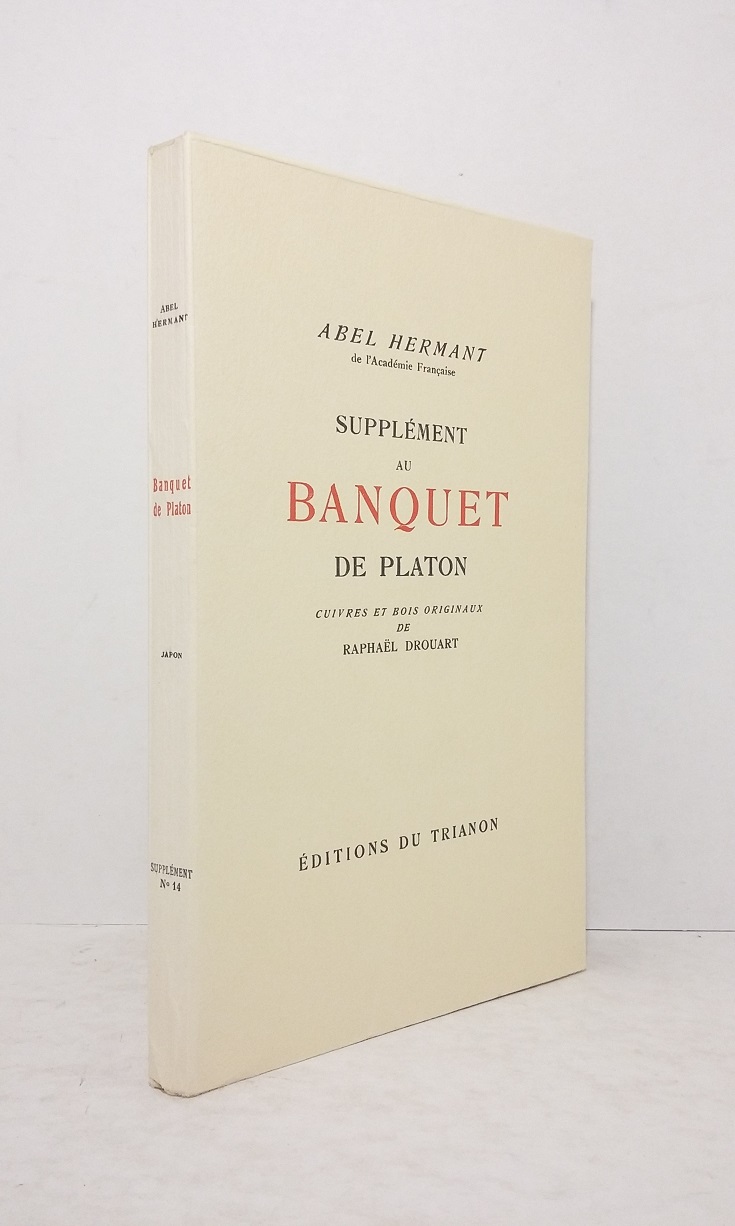 ABEL
HERMANT
Banquet
de Platon
JAPON
SUPPLÉMENT
Nº 14
ABEL HERMANT
de l'Académie Française
SUPPLÉMENT
AU
BANQUET
DE PLATON
CUIVRES ET BOIS ORIGINAUX
DE
RAPHAËL DROUART
ÉDITIONS DU TRIANON